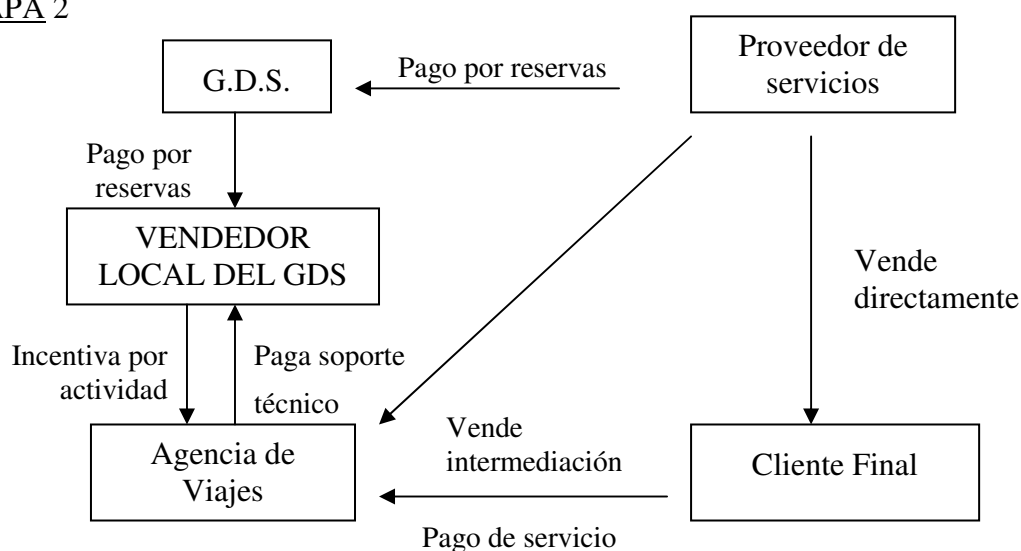 APA 2
G.D.S.
Pago por reservas
Proveedor de
servicios
Pago por
reservas
VENDEDOR
LOCAL DEL GDS
Vende
directamente
Incentiva por
actividad
Paga soporte
técnico
Agencia de
Viajes
Vende
intermediación
Pago de servicio
Cliente Final